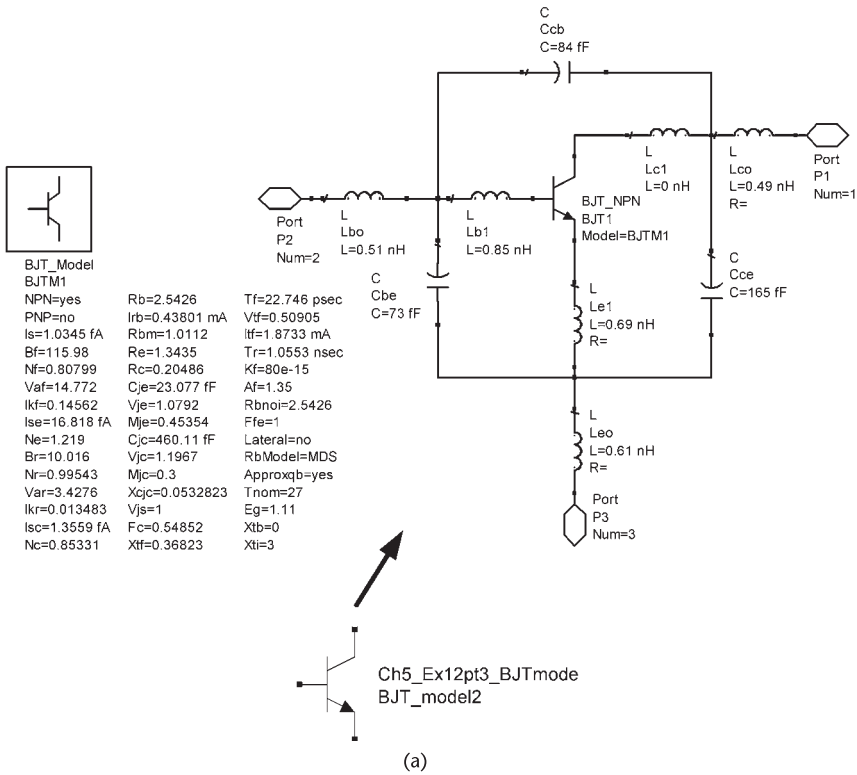 C
Ccb
C=84 fF
L
Lc1
L=0 nH
L
Lco
L=0.49 nH
R=
Port
P1
Num=1
Port
P2
Num=2
L
Lbo
L=0.51 nH
L
Lb1
L=0.85 nH
BJT_NPN
BJT1
Model=BJTM1
C
Cbe
C=73 fF
C
Cce
C=165 fF
L
Le1
L=0.69 nH
R=
L
Leo
L=0.61 nH
R=
Port
P3
Num=3
BJT_Model
BJTM1
NPN=yes Rb=2.5426 Tf=22.746 psec
PNP=no Irb=0.43801 mA Vtf=0.50905
Is=1.0345 fA Rbm=1.0112 Itf=1.8733 mA
Bf=115.98 Re=1.3435 Tr=1.0553 nsec
Nf=0.80799 Rc=0.20486 Kf=80e-15
Vaf=14.772 Cje=23.077 fF Af=1.35
Ikf=0.14562 Vje=1.0792 Rbnoi=2.5426
Ise=16.818 fA Mje=0.45354 Ffe=1
Ne=1.219 Cjc=460.11 fF Lateral=no
Br=10.016 Vjc=1.1967 RbModel=MDS
Nr=0.99543 Mjc=0.3 Approxqb=yes
Var=3.4276 Xcjc=0.0532823 Tnom=27
Ikr=0.013483 Vjs=1 Eg=1.11
Isc=1.3559 fA Fc=0.54852 Xtb=0
Nc=0.85331 Xtf=0.36823 Xti=3
Ch5_Ex12pt3_BJTmode
BJT_model2
(a)